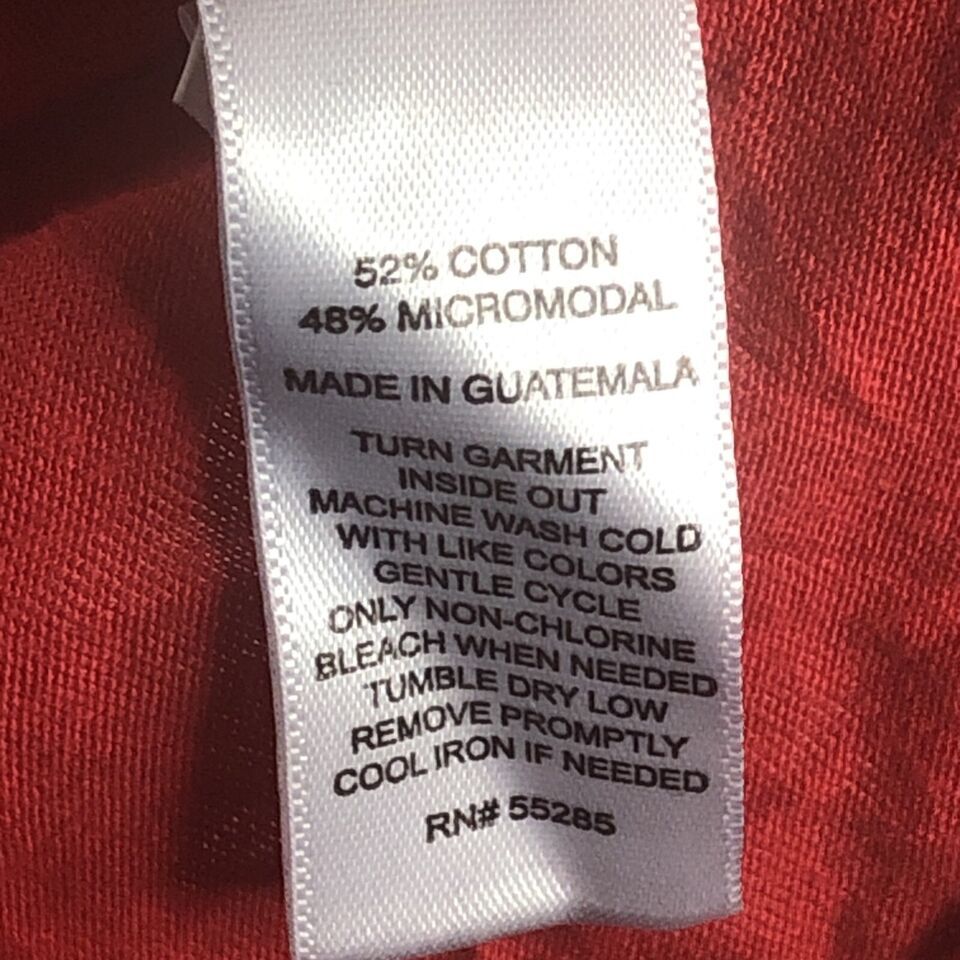 52% COTTON
48% MICROMODAL
MADE IN GUATEMALA
TURN GARMENT
INSIDE OUT
MACHINE WASH COLD
WITH LIKE COLORS
GENTLE CYCLE
ONLY NON-CHLORINE
BLEACH WHEN NEEDED
TUMBLE DRY LOW
REMOVE PROMPTLY
COOL IRON IF NEEDED
RN# 55285